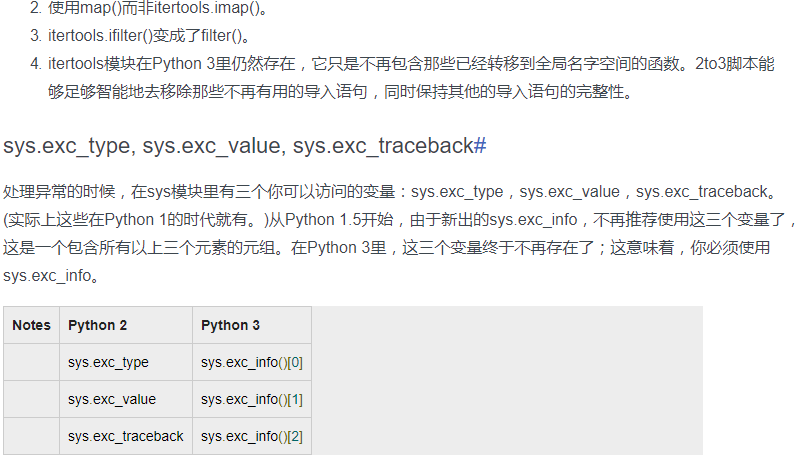 2. 使用map()而非itertools.imap()。
3. itertools.ifilter()变成了filter()。
4. itertools模块在Python 3里仍然存在，它只是不再包含那些已经转移到全局名字空间的函数。2to3脚本能
够足够智能地去移除那些不再有用的导入语句，同时保持其他的导入语句的完整性。
sys.exc_type, sys.exc_value, sys.exc_traceback#
处理异常的时候，在sys模块里有三个你可以访问的变量：sys.exc_type，sys.exc_value，sys.exc_traceback。
(实际上这些在Python 1的时代就有。)从Python 1.5开始，由于新出的sys.exc_info，不再推荐使用这三个变量了，
这是一个包含所有以上三个元素的元组。在Python 3里，这三个变量终于不再存在了；这意味着，你必须使用
sys.exc_info。
Notes Python 2 Python 3
sys.exc_type sys.exc_info()[0]
sys.exc_value sys.exc_info()[1]
sys.exc_traceback sys.exc_info()[2]